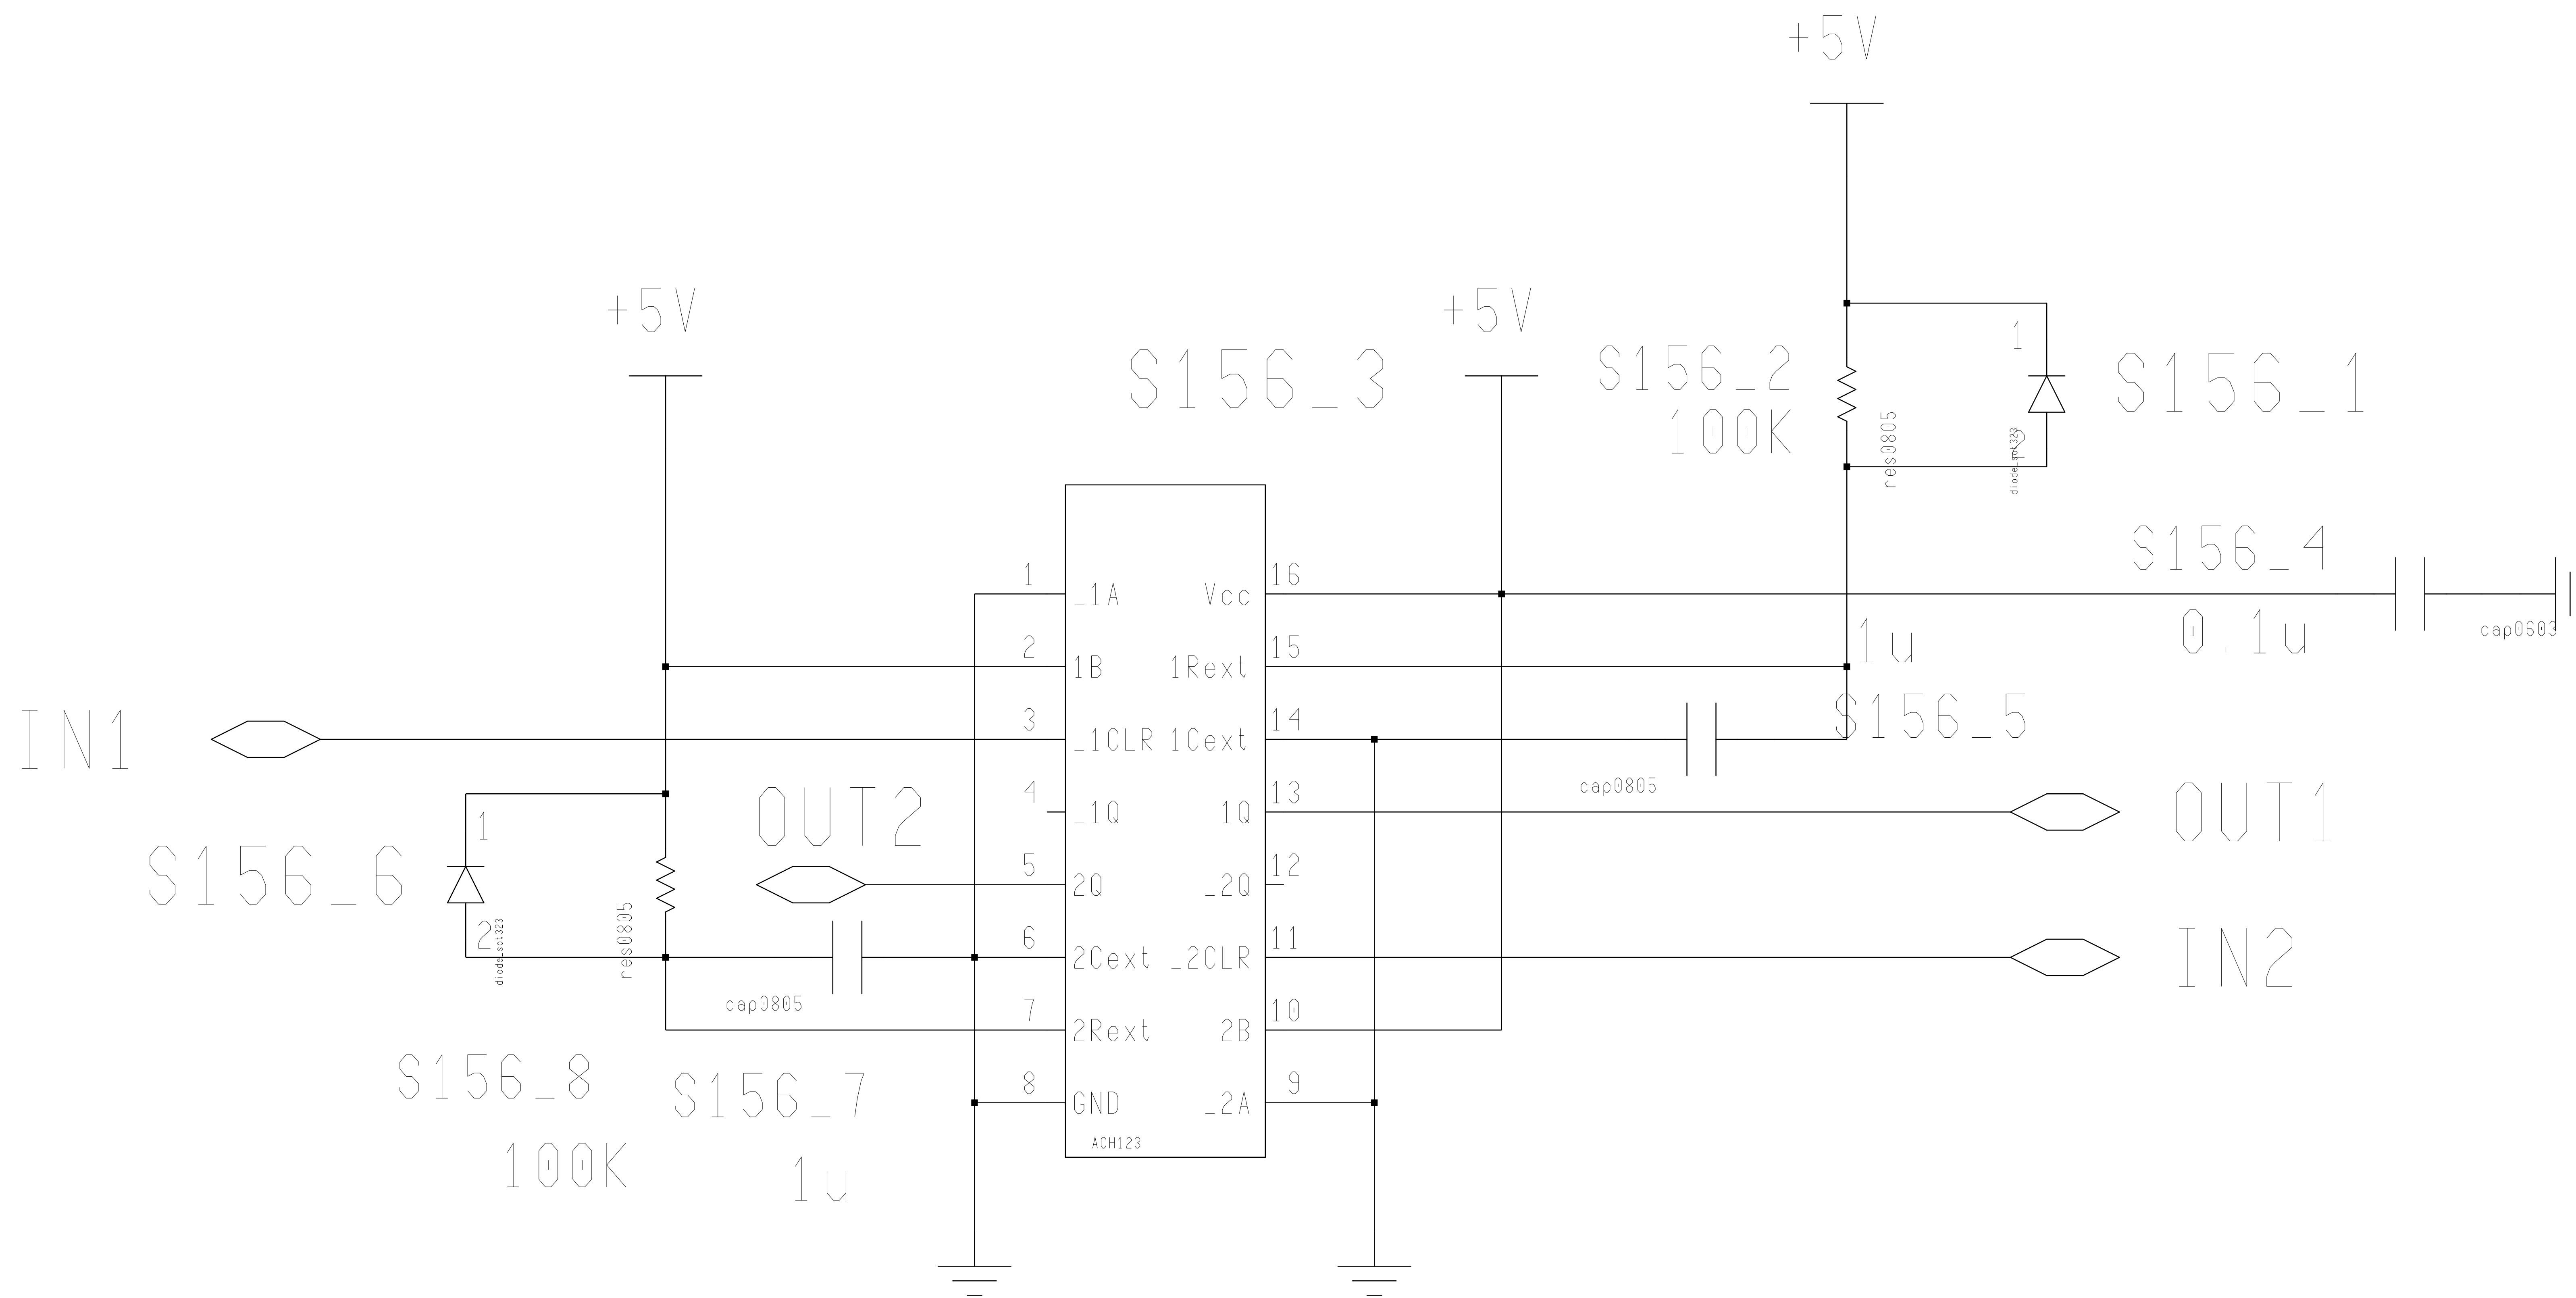 +5V
+5V
+5V
S156_3
S156_2
100K
res0805
1
2
diode_sot323
S156_1
S156_4
0.1u
cap0603
1
_1A
Vcc
16
2
1B
1Rext
15
1u
3
_1CLR
1Cext
14
S156_5
cap0805
IN1
4
_1Q
1Q
13
OUT1
OUT2
5
2Q
_2Q
12
S156_6
1
2
diode_sot323
res0805
6
2Cext
_2CLR
11
IN2
cap0805
7
2Rext
2B
10
S156_8
100K
S156_7
1u
8
GND
_2A
9
ACH123